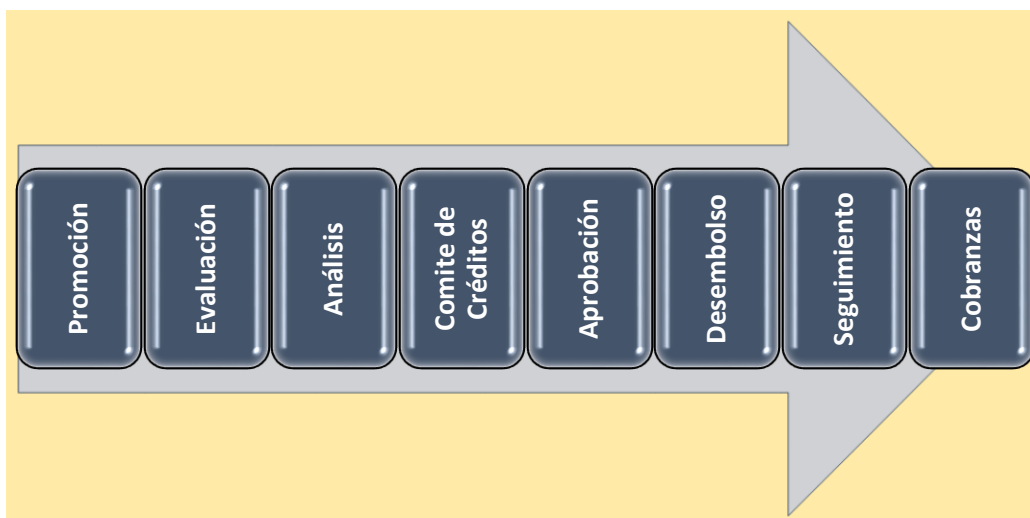 Promoción
Evaluación
Análisis
Comite de
Créditos
Aprobación
Desembolso
Seguimiento
Cobranzas